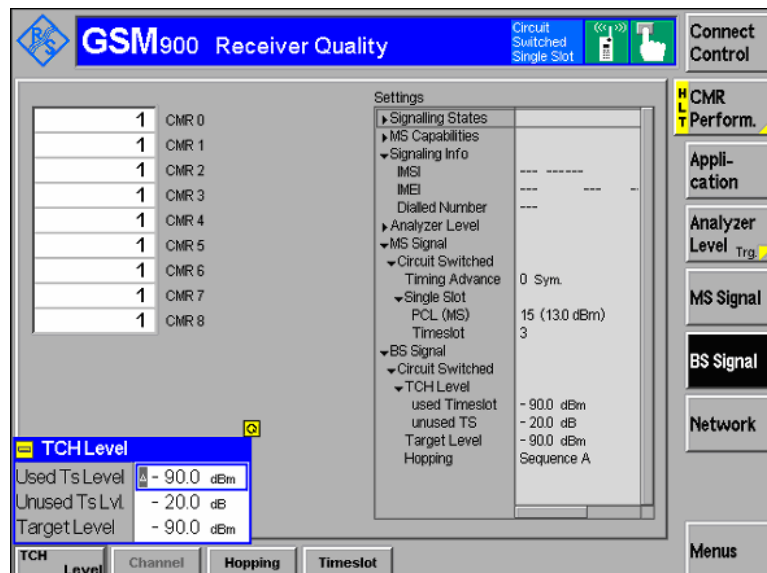 R&S
GSM900 Receiver Quality
Circuit
Switched
Single Slot
Connect
Control
HLT
CMR
Perform.
Appli-
cation
Analyzer
Level Trg.
MS Signal
BS Signal
Network
Menus
1 CMR 0
1 CMR 1
1 CMR 2
1 CMR 3
1 CMR 4
1 CMR 5
1 CMR 6
1 CMR 7
1 CMR 8
Settings
Signalling States
MS Capabilities
Signaling Info
IMSI --- ------
IMEI --- --- -
Dialled Number ---
Analyzer Level
MS Signal
Circuit Switched
Timing Advance 0 Sym.
Single Slot
PCL (MS) 15 (13.0 dBm)
Timeslot 3
BS Signal
Circuit Switched
TCH Level
used Timeslot - 90.0 dBm
unused TS - 20.0 dB
Target Level - 90.0 dBm
Hopping Sequence A
TCH Level
Used Ts Level - 90.0 dBm
Unused Ts Lvl. - 20.0 dB
Target Level - 90.0 dBm
TCH
Level
Channel
Hopping
Timeslot